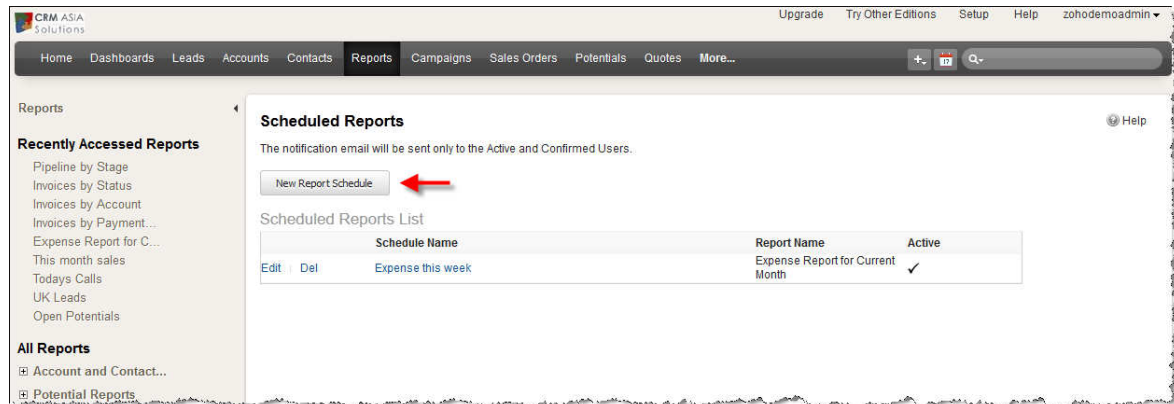 CRM ASIA
Solutions
Upgrade Try Other Editions Setup Help zohodemoadmin
Home Dashboards Leads Accounts Contacts Reports Campaigns Sales Orders Potentials Quotes More...
17
Reports
Recently Accessed Reports
Pipeline by Stage
Invoices by Status
Invoices by Account
Invoices by Payment...
Expense Report for C...
This month sales
Todays Calls
UK Leads
Open Potentials
All Reports
Account and Contact...
Potential Reports
Scheduled Reports
Help
The notification email will be sent only to the Active and Confirmed Users.
New Report Schedule
Scheduled Reports List
Schedule Name Report Name Active
Edit Del Expense this week Expense Report for Current
Month